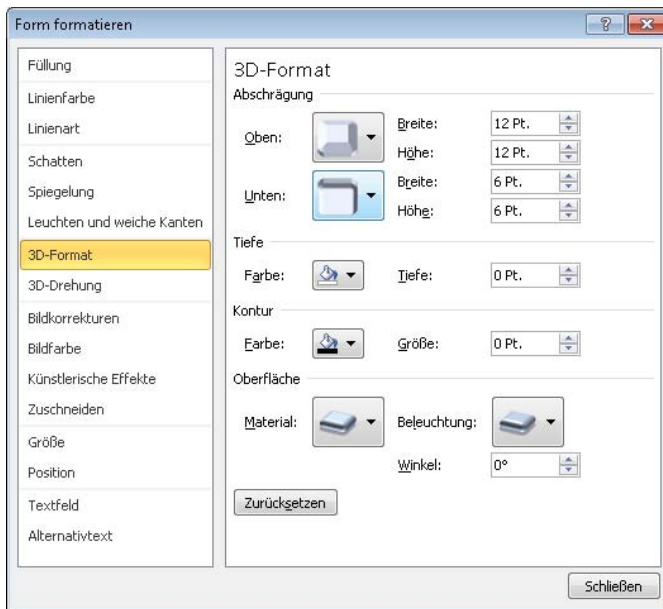 Form formatieren
Füllung
Linienfarbe
Linienart
Schatten
Spiegelung
Leuchten und weiche Kanten
3D-Format
3D-Drehung
Bildkorrekturen
Bildfarbe
Künstlerische Effekte
Zuschneiden
Größe
Position
Textfeld
Alternativtext
3D-Format
Abschrägung
Oben: Breite: 12 Pt.
Höhe: 12 Pt.
Unten: Breite: 6 Pt.
Höhe: 6 Pt.
Tiefe
Farbe: Tiefe: 0 Pt.
Kontur
Farbe: Größe: 0 Pt.
Oberfläche
Material: Beleuchtung:
Winkel: 0°
Zurücksetzen
Schließen